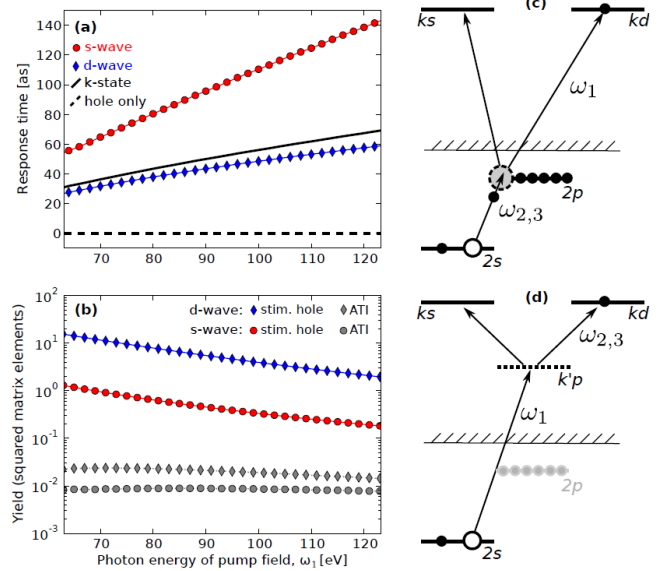 (a)
s-wave
d-wave
k-state
hole only
Response time [as]
140
120
100
80
60
40
20
0
70 80 90 100 110 120
(b)
d-wave: stim. hole ATI
s-wave: stim. hole ATI
Yield (squared matrix elements)
10^2
10^1
10^0
10^-1
10^-2
10^-3
70 80 90 100 110 120
Photon energy of pump field, ω1 [eV]
(c)
ks kd
ω1
2p
ω2,3
2s
(d)
ks kd
ω2,3
k'p
ω1
2p
2s